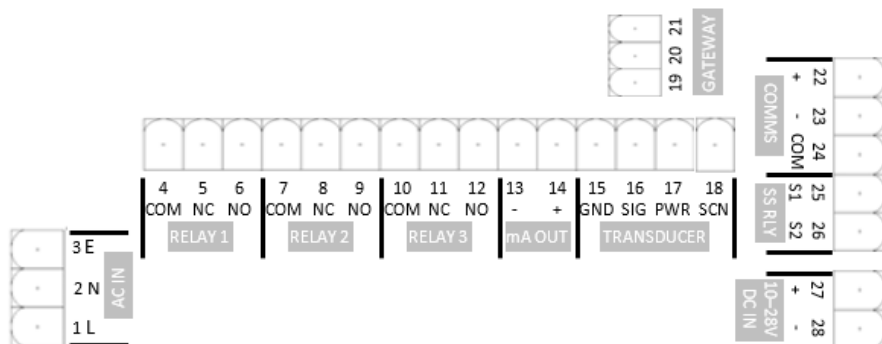 21
20
19
GATEWAY
22 +
23 -
24 COM
COMMS
25 S1
26 S2
SS RLY
27 +
28 -
10–28V
DC IN
4 5 6 7 8 9 10 11 12 13 14 15 16 17 18
COM NC NO COM NC NO COM NC NO - + GND SIG PWR SCN
RELAY 1 RELAY 2 RELAY 3 mA OUT TRANSDUCER
3 E
2 N
1 L
AC IN